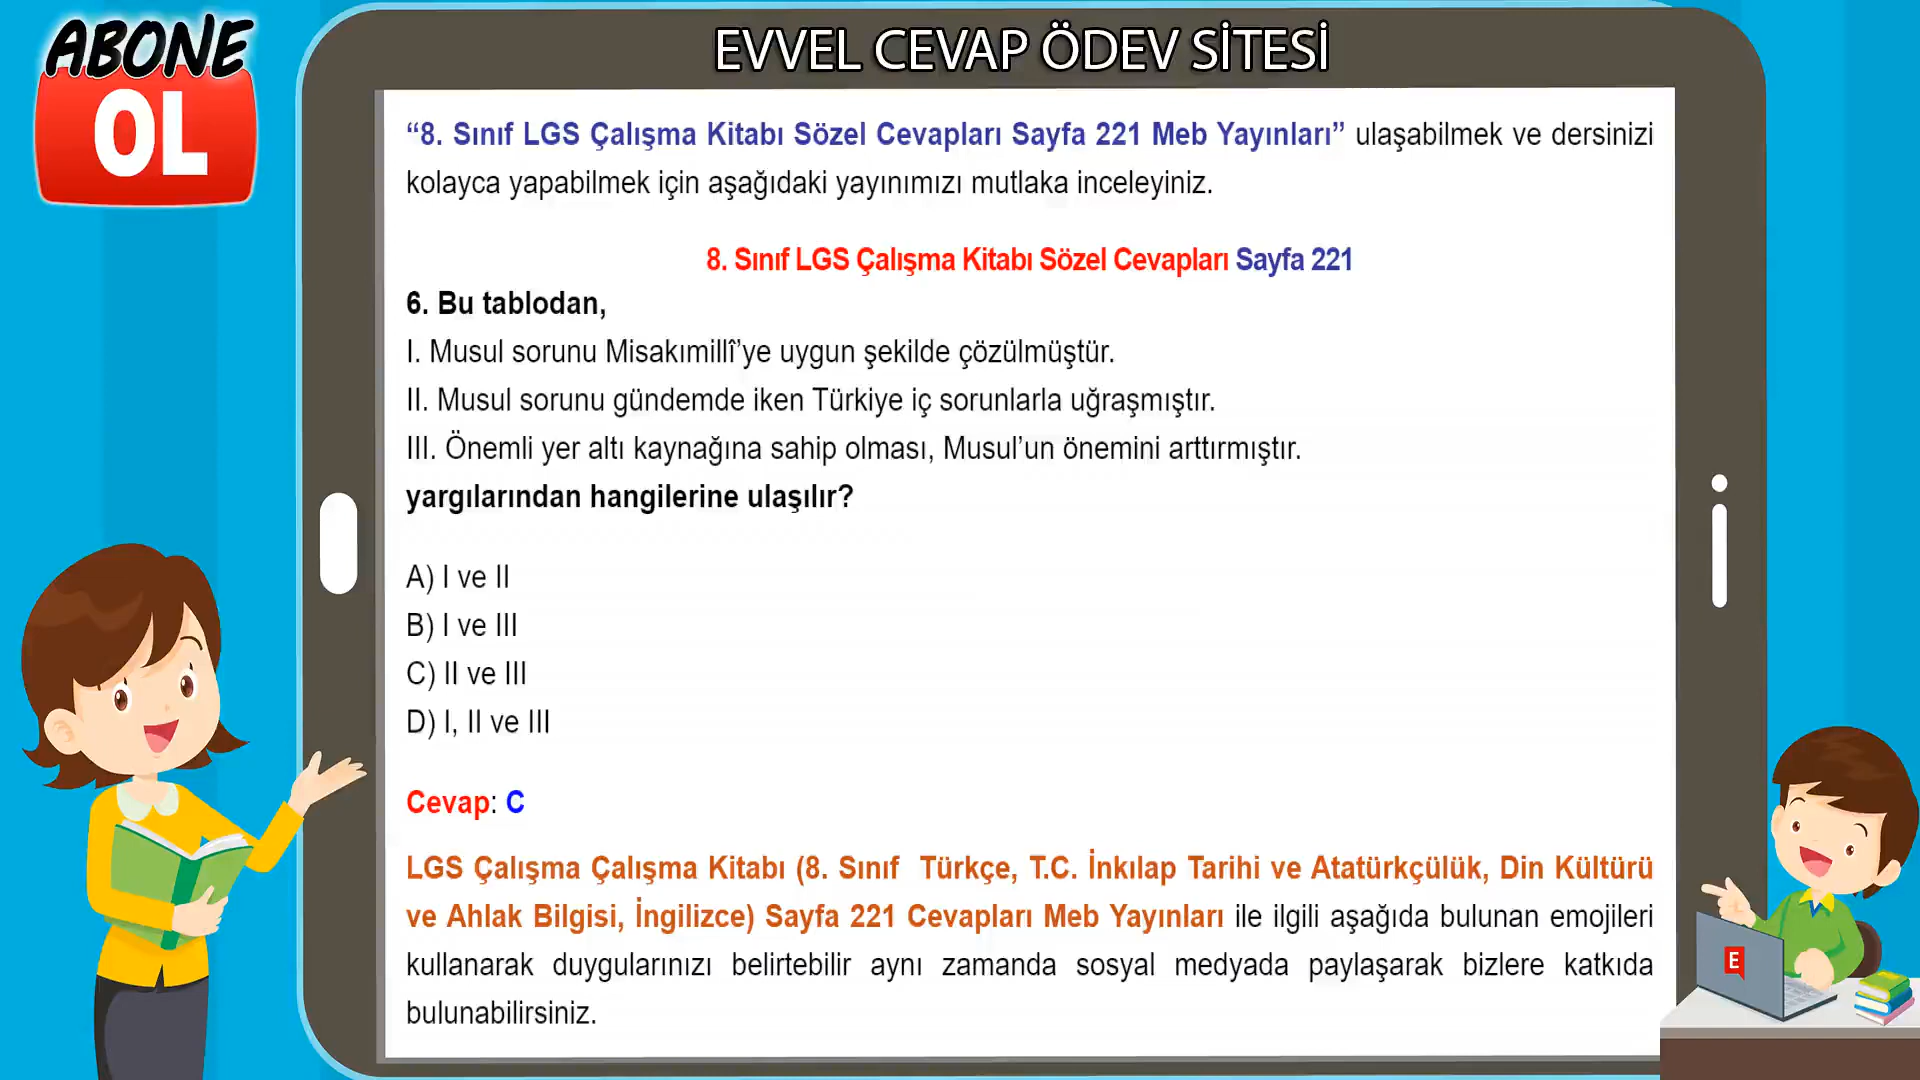 ABONE
OL
EVVEL CEVAP ÖDEV SİTESİ
“8. Sınıf LGS Çalışma Kitabı Sözel Cevapları Sayfa 221 Meb Yayınları” ulaşabilmek ve dersinizi
kolayca yapabilmek için aşağıdaki yayınımızı mutlaka inceleyiniz.
8. Sınıf LGS Çalışma Kitabı Sözel Cevapları Sayfa 221
6. Bu tablodan,
I. Musul sorunu Misakımillî’ye uygun şekilde çözülmüştür.
II. Musul sorunu gündemde iken Türkiye iç sorunlarla uğraşmıştır.
III. Önemli yer altı kaynağına sahip olması, Musul’un önemini arttırmıştır.
yargılarından hangilerine ulaşılır?
A) I ve II
B) I ve III
C) II ve III
D) I, II ve III
Cevap: C
LGS Çalışma Çalışma Kitabı (8. Sınıf Türkçe, T.C. İnkılap Tarihi ve Atatürkçülük, Din Kültürü
ve Ahlak Bilgisi, İngilizce) Sayfa 221 Cevapları Meb Yayınları ile ilgili aşağıda bulunan emojileri
kullanarak duygularınızı belirtebilir aynı zamanda sosyal medyada paylaşarak bizlere katkıda
bulunabilirsiniz.
E